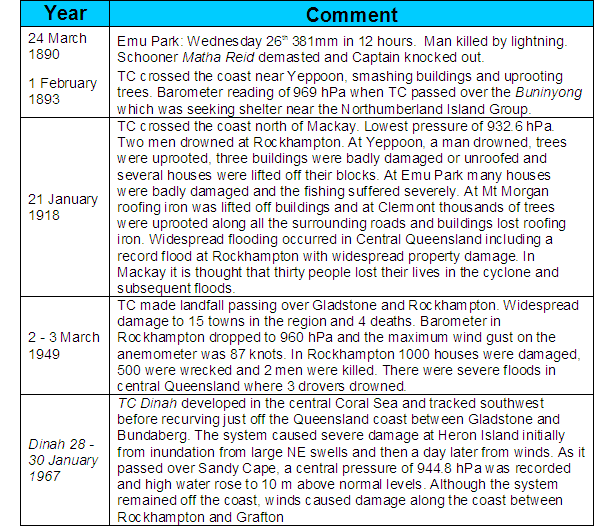 Year
Comment
24 March
1890
Emu Park: Wednesday 26th 381mm in 12 hours. Man killed by lightning.
Schooner Matha Reid demasted and Captain knocked out.
1 February
1893
TC crossed the coast near Yeppoon, smashing buildings and uprooting
trees. Barometer reading of 969 hPa when TC passed over the Buninyong
which was seeking shelter near the Northumberland Island Group.
21 January
1918
TC crossed the coast north of Mackay. Lowest pressure of 932.6 hPa.
Two men drowned at Rockhampton. At Yeppoon, a man drowned, trees
were uprooted, three buildings were badly damaged or unroofed and
several houses were lifted off their blocks. At Emu Park many houses
were badly damaged and the fishing suffered severely. At Mt Morgan
roofing iron was lifted off buildings and at Clermont thousands of trees
were uprooted along all the surrounding roads and buildings lost roofing
iron. Widespread flooding occurred in Central Queensland including a
record flood at Rockhampton with widespread property damage. In
Mackay it is thought that thirty people lost their lives in the cyclone and
subsequent floods.
2 - 3 March
1949
TC made landfall passing over Gladstone and Rockhampton. Widespread
damage to 15 towns in the region and 4 deaths. Barometer in
Rockhampton dropped to 960 hPa and the maximum wind gust on the
anemometer was 87 knots. In Rockhampton 1000 houses were damaged,
500 were wrecked and 2 men were killed. There were severe floods in
central Queensland where 3 drovers drowned.
Dinah 28 -
30 January
1967
TC Dinah developed in the central Coral Sea and tracked southwest
before recurving just off the Queensland coast between Gladstone and
Bundaberg. The system caused severe damage at Heron Island initially
from inundation from large NE swells and then a day later from winds. As it
passed over Sandy Cape, a central pressure of 944.8 hPa was recorded
and high water rose to 10 m above normal levels. Although the system
remained off the coast, winds caused damage along the coast between
Rockhampton and Grafton